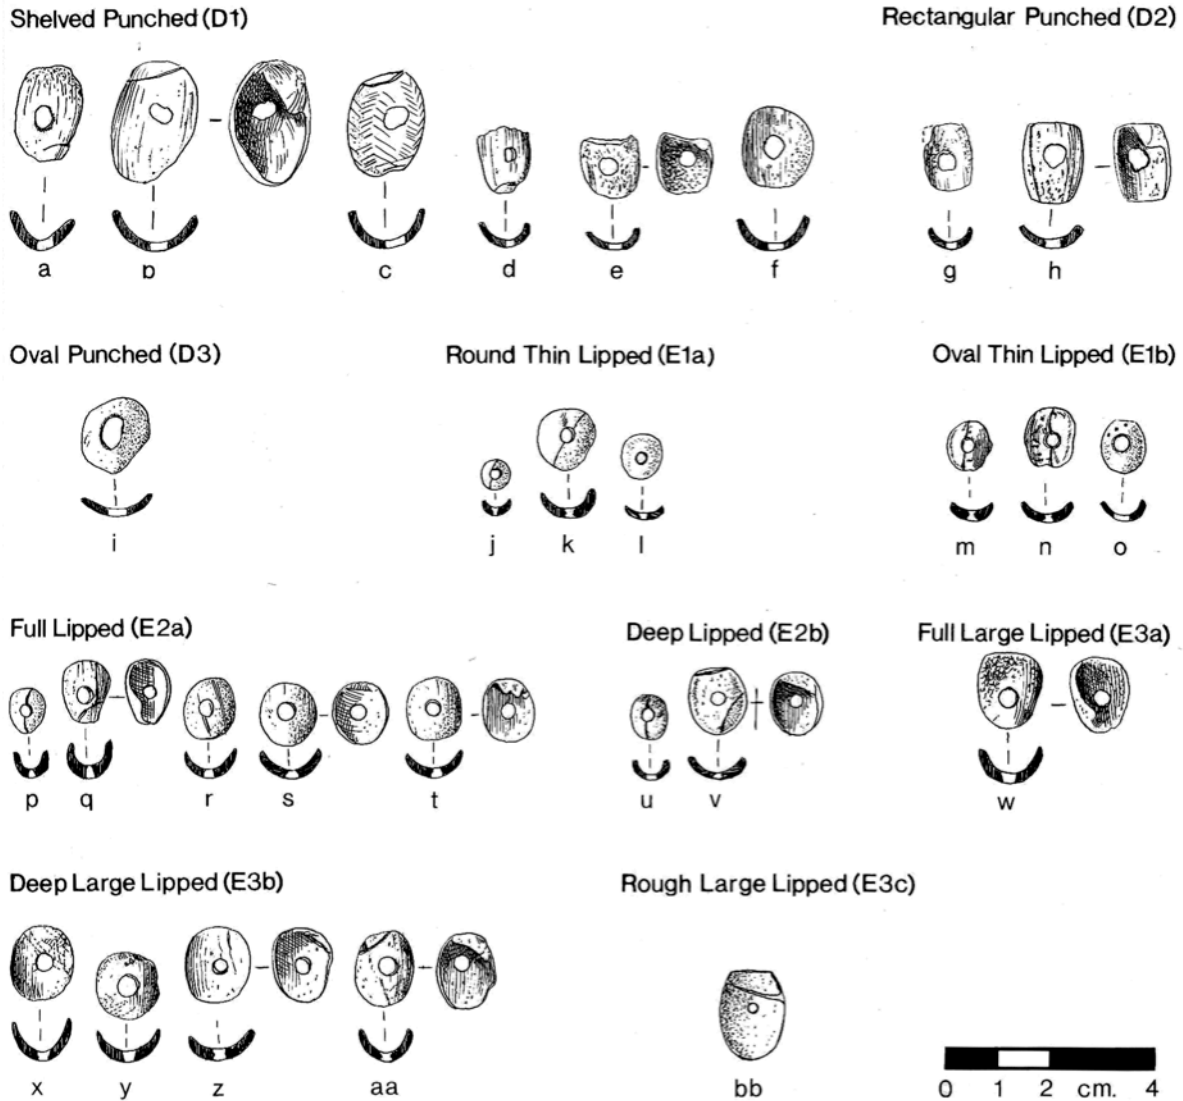 Shelved Punched (D1) Rectangular Punched (D2)
a b c d e f g h
Oval Punched (D3) Round Thin Lipped (E1a) Oval Thin Lipped (E1b)
i j k l m n o
Full Lipped (E2a) Deep Lipped (E2b) Full Large Lipped (E3a)
p q r s t u v w
Deep Large Lipped (E3b) Rough Large Lipped (E3c)
x y z aa bb
0 1 2 cm. 4